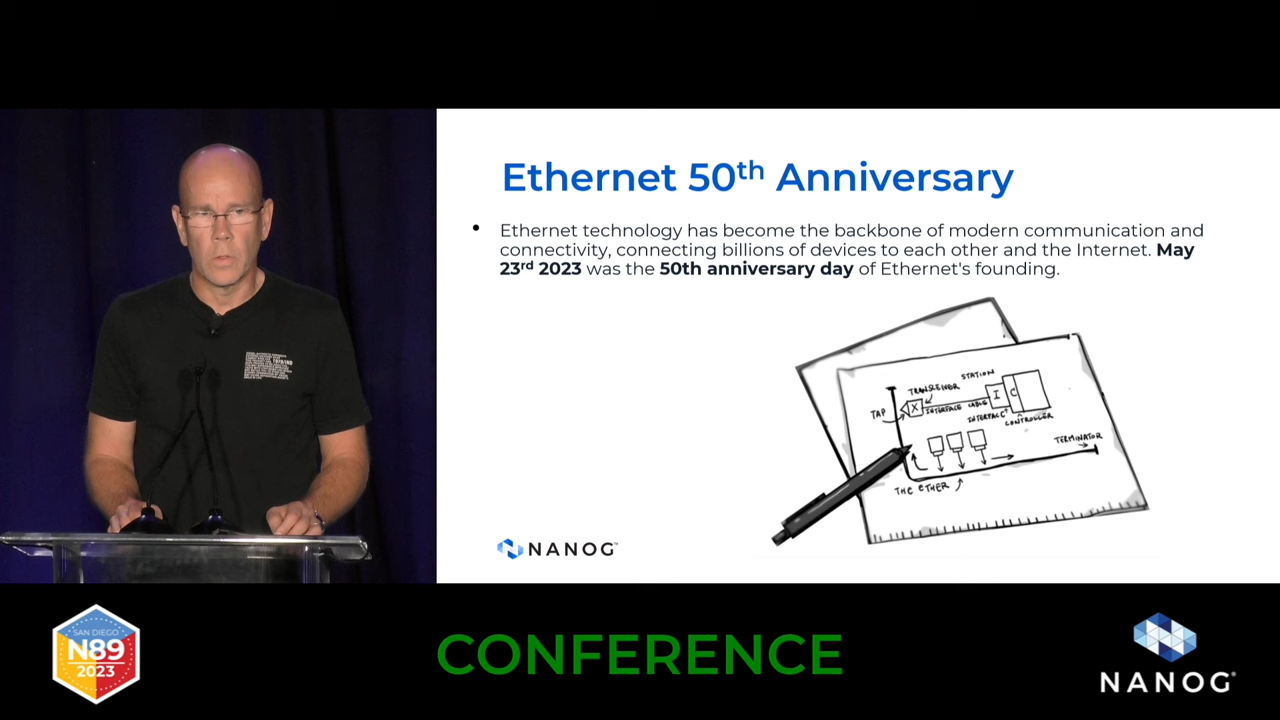 Ethernet 50th Anniversary
• Ethernet technology has become the backbone of modern communication and
connectivity, connecting billions of devices to each other and the Internet. May
23rd 2023 was the 50th anniversary day of Ethernet's founding.
STATION
TRANSCEIVER
TAP
X
INTERFACE CABLE
I
C
INTERFACE
CONTROLLER
TERMINATOR
THE ETHER
NANOG™
SAN DIEGO
N89
2023
CONFERENCE
NANOG®